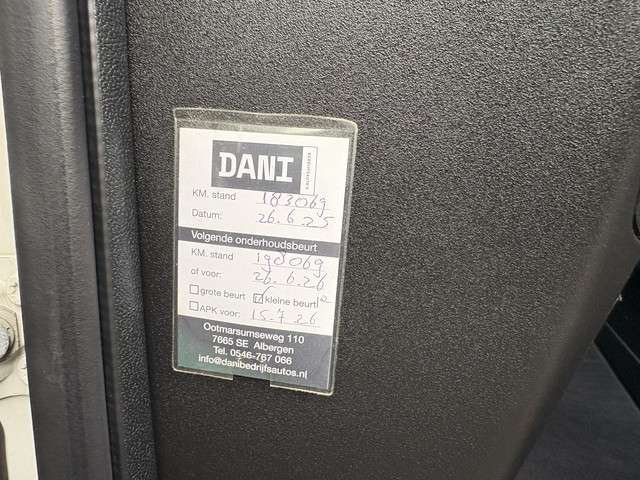 DANI
BEDRIJFSAUTO'S
KM. stand 183069
Datum: 26.6.25
Volgende onderhoudsbeurt
KM. stand 198069
of voor: 26.6.26
grote beurt kleine beurt
APK voor: 15.7.26
Ootmarsumseweg 110
7665 SE Albergen
Tel. 0546-767 066
info@danibedrijfsautos.nl